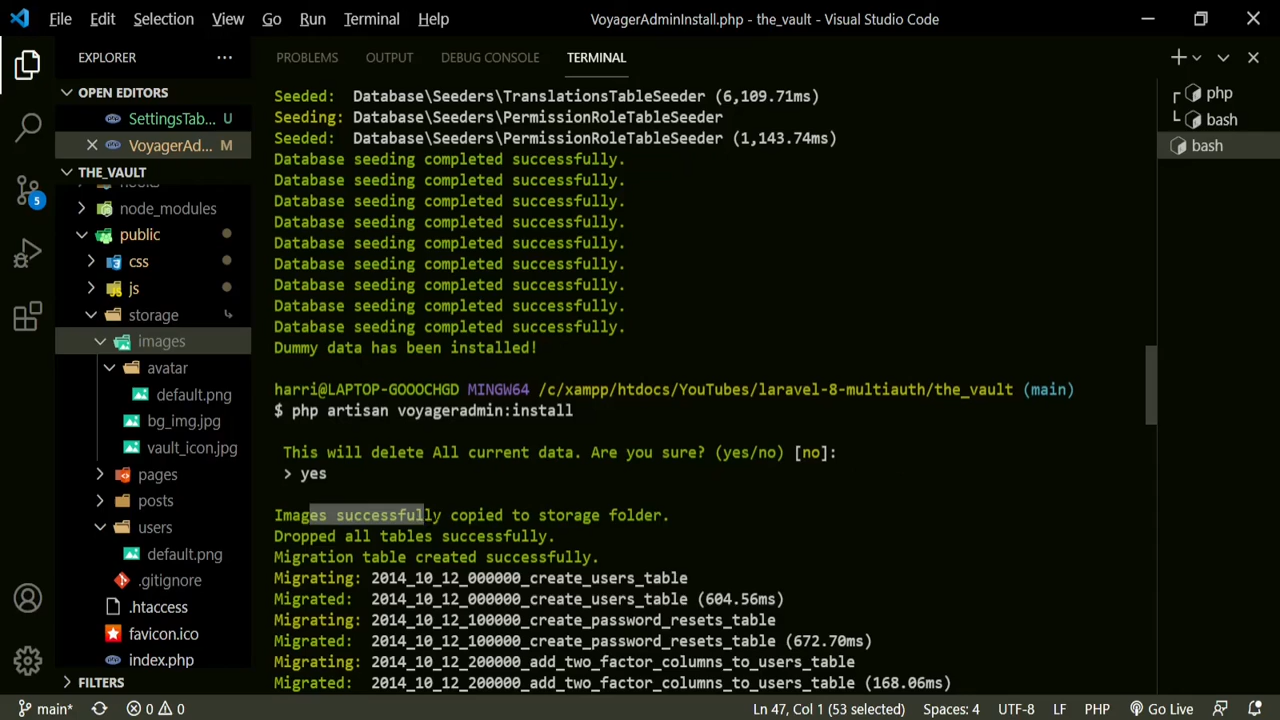 File Edit Selection View Go Run Terminal Help VoyagerAdminInstall.php - the_vault - Visual Studio Code
EXPLORER
OPEN EDITORS
SettingsTab... U
VoyagerAd... M
THE_VAULT
node_modules
public
css
js
storage
images
avatar
default.png
bg_img.jpg
vault_icon.jpg
pages
posts
users
default.png
.gitignore
.htaccess
favicon.ico
index.php
FILTERS
5
PROBLEMS OUTPUT DEBUG CONSOLE TERMINAL
Seeded: Database\Seeders\TranslationsTableSeeder (6,109.71ms)
Seeding: Database\Seeders\PermissionRoleTableSeeder
Seeded: Database\Seeders\PermissionRoleTableSeeder (1,143.74ms)
Database seeding completed successfully.
Database seeding completed successfully.
Database seeding completed successfully.
Database seeding completed successfully.
Database seeding completed successfully.
Database seeding completed successfully.
Database seeding completed successfully.
Database seeding completed successfully.
Database seeding completed successfully.
Dummy data has been installed!
harri@LAPTOP-GOOOCHGD MINGW64 /c/xampp/htdocs/YouTubes/laravel-8-multiauth/the_vault (main)
$ php artisan voyageradmin:install
This will delete All current data. Are you sure? (yes/no) [no]:
> yes
Images successfully copied to storage folder.
Dropped all tables successfully.
Migration table created successfully.
Migrating: 2014_10_12_000000_create_users_table
Migrated: 2014_10_12_000000_create_users_table (604.56ms)
Migrating: 2014_10_12_100000_create_password_resets_table
Migrated: 2014_10_12_100000_create_password_resets_table (672.70ms)
Migrating: 2014_10_12_200000_add_two_factor_columns_to_users_table
Migrated: 2014_10_12_200000_add_two_factor_columns_to_users_table (168.06ms)
php
bash
bash
main* 0 0 Ln 47, Col 1 (53 selected) Spaces: 4 UTF-8 LF PHP Go Live